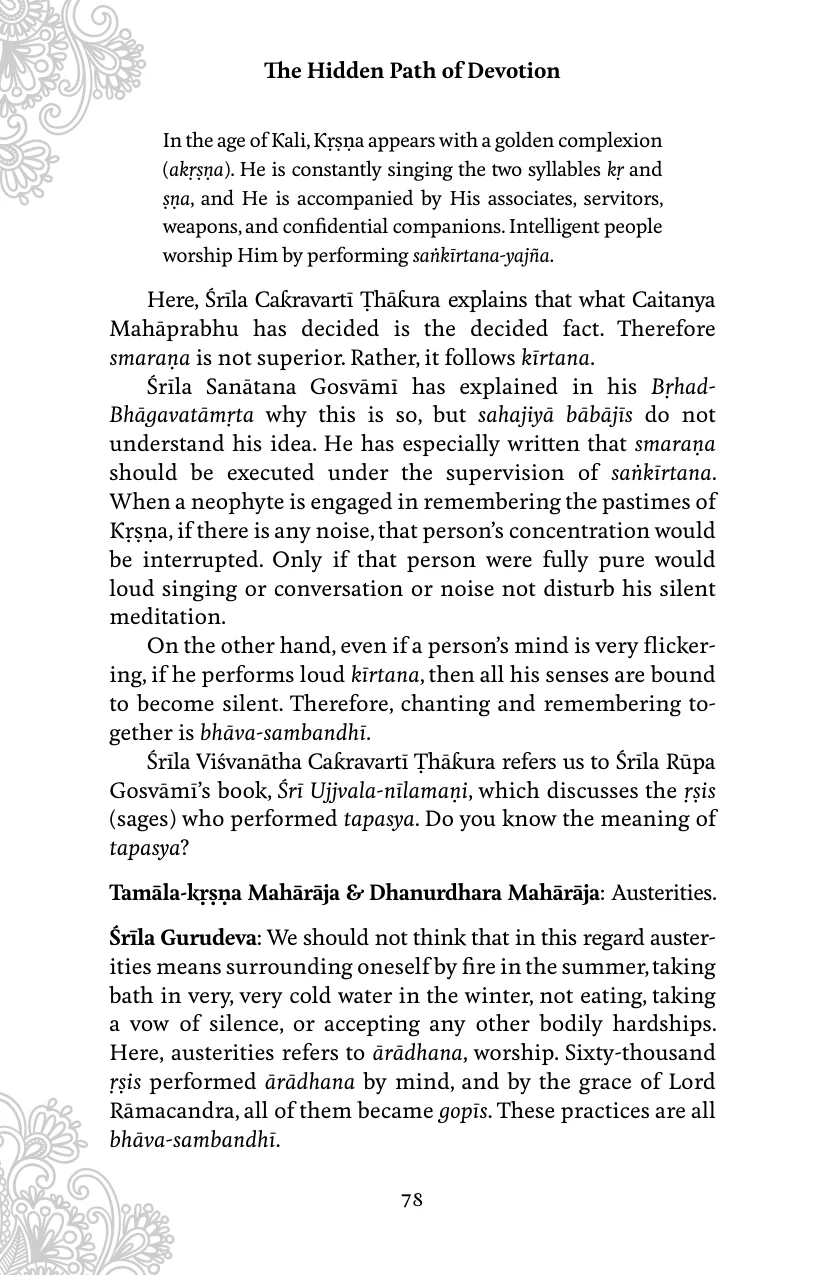 The Hidden Path of Devotion
In the age of Kali, Kṛṣṇa appears with a golden complexion
(akṛṣṇa). He is constantly singing the two syllables kṛ and
ṣṇa, and He is accompanied by His associates, servitors,
weapons, and confidential companions. Intelligent people
worship Him by performing saṅkīrtana-yajña.
Here, Śrīla Cakravartī Ṭhākura explains that what Caitanya
Mahāprabhu has decided is the decided fact. Therefore
smaraṇa is not superior. Rather, it follows kīrtana.
Śrīla Sanātana Gosvāmī has explained in his Bṛhad-
Bhāgavatāmṛta why this is so, but sahajiyā bābājīs do not
understand his idea. He has especially written that smaraṇa
should be executed under the supervision of saṅkīrtana.
When a neophyte is engaged in remembering the pastimes of
Kṛṣṇa, if there is any noise, that person's concentration would
be interrupted. Only if that person were fully pure would
loud singing or conversation or noise not disturb his silent
meditation.
On the other hand, even if a person's mind is very flicker-
ing, if he performs loud kīrtana, then all his senses are bound
to become silent. Therefore, chanting and remembering to-
gether is bhāva-sambandhī.
Śrīla Viśvanātha Cakravartī Ṭhākura refers us to Śrīla Rūpa
Gosvāmī's book, Śrī Ujjvala-nīlamaṇi, which discusses the ṛṣis
(sages) who performed tapasya. Do you know the meaning of
tapasya?
Tamāla-kṛṣṇa Mahārāja & Dhanurdhara Mahārāja: Austerities.
Śrīla Gurudeva: We should not think that in this regard auster-
ities means surrounding oneself by fire in the summer, taking
bath in very, very cold water in the winter, not eating, taking
a vow of silence, or accepting any other bodily hardships.
Here, austerities refers to ārādhana, worship. Sixty-thousand
ṛṣis performed ārādhana by mind, and by the grace of Lord
Rāmacandra, all of them became gopīs. These practices are all
bhāva-sambandhī.
78